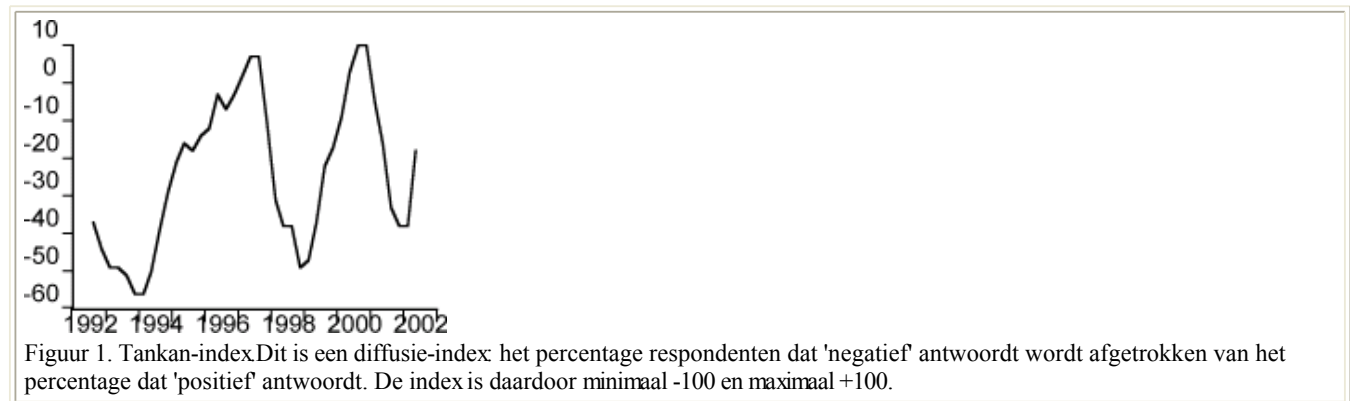 10
0
-10
-20
-30
-40
-50
-60
1992 1994 1996 1998 2000 2002
Figuur 1. Tankan-index.Dit is een diffusie-index: het percentage respondenten dat 'negatief' antwoordt wordt afgetrokken van het
percentage dat 'positief' antwoordt. De index is daardoor minimaal -100 en maximaal +100.